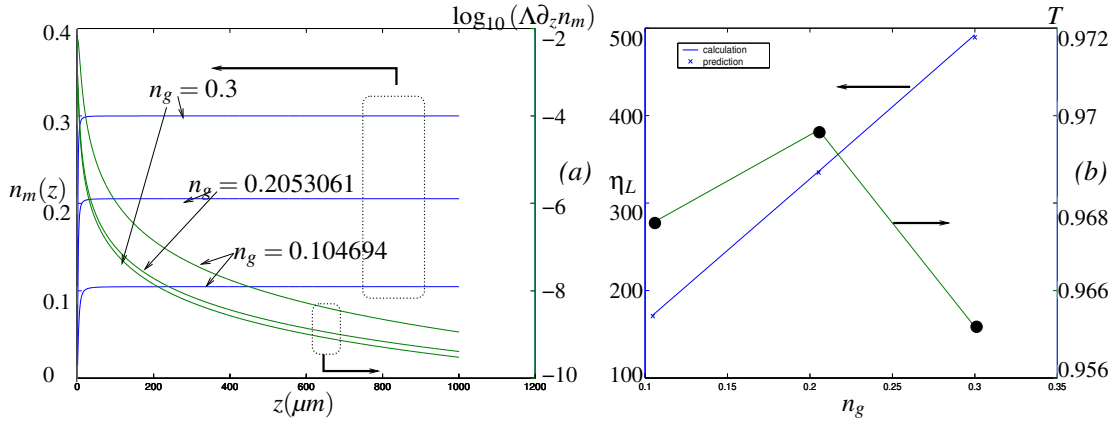 0.4
0.3
n_m(z)
0.2
0.1
0
0
200
400
600
800
1000
1200
z(μm)
log₁₀(Λ∂_z n_m)
−2
−4
−6
−8
−10
n_g = 0.3
n_g = 0.2053061
n_g = 0.104694
(a)
500
400
η_L
300
200
100
0.1
0.15
0.2
0.25
0.3
0.35
n_g
T
0.972
0.97
0.968
0.966
0.956
calculation
prediction
(b)